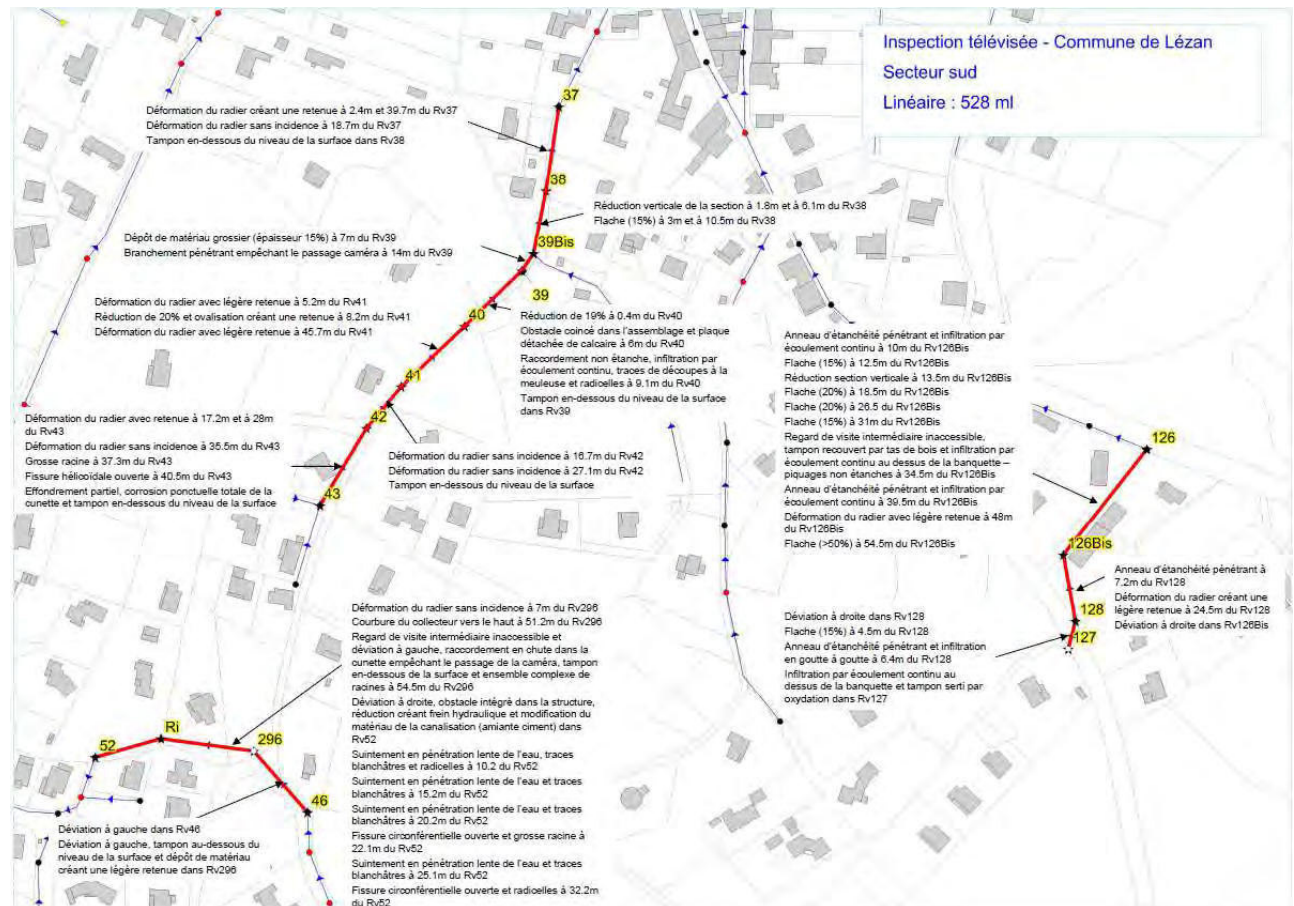 Inspection télévisée - Commune de Lézan
Secteur sud
Linéaire : 528 ml
37
Déformation du radier créant une retenue à 2.4m et 39.7m du Rv37
Déformation du radier sans incidence à 18.7m du Rv37
Tampon en-dessous du niveau de la surface dans Rv38
38
Réduction verticale de la section à 1.8m et à 6.1m du Rv38
Flache (15%) à 3m et à 10.5m du Rv38
39Bis
Dépôt de matériau grossier (épaisseur 15%) à 7m du Rv39
Branchement pénétrant empêchant le passage caméra à 14m du Rv39
39
Déformation du radier avec légère retenue à 5.2m du Rv41
Réduction de 20% et ovalisation créant une retenue à 8.2m du Rv41
Déformation du radier avec légère retenue à 45.7m du Rv41
40
Réduction de 19% à 0.4m du Rv40
Obstacle coincé dans l'assemblage et plaque
détachée de calcaire à 6m du Rv40
Raccordement non étanche, infiltration par
écoulement continu, traces de découpes à la
meuleuse et radicelles à 9.1m du Rv40
Tampon en-dessous du niveau de la surface
dans Rv39
Anneau d'étanchéité pénétrant et infiltration par
écoulement continu à 10m du Rv126Bis
Flache (15%) à 12.5m du Rv126Bis
Réduction section verticale à 13.5m du Rv126Bis
Flache (20%) à 18.5m du Rv126Bis
Flache (20%) à 26.5 du Rv126Bis
Flache (15%) à 31m du Rv126Bis
Regard de visite intermédiaire inaccessible,
tampon recouvert par tas de bois et infiltration par
écoulement continu au dessus de la banquette –
piquages non étanches à 34.5m du Rv126Bis
Anneau d'étanchéité pénétrant et infiltration par
écoulement continu à 39.5m du Rv126Bis
Déformation du radier avec légère retenue à 48m
du Rv126Bis
Flache (>50%) à 54.5m du Rv126Bis
41
42
126
Déformation du radier avec retenue à 17.2m et à 28m
du Rv43
Déformation du radier sans incidence à 35.5m du Rv43
Grosse racine à 37.3m du Rv43
Fissure hélicoïdale ouverte à 40.5m du Rv43
Effondrement partiel, corrosion ponctuelle totale de la
cunette et tampon en-dessous du niveau de la surface
Déformation du radier sans incidence à 16.7m du Rv42
Déformation du radier sans incidence à 27.1m du Rv42
Tampon en-dessous du niveau de la surface
43
126Bis
Anneau d'étanchéité pénétrant à
7.2m du Rv128
Déformation du radier créant une
légère retenue à 24.5m du Rv128
Déviation à droite dans Rv126Bis
128
127
Déviation à droite dans Rv128
Flache (15%) à 4.5m du Rv128
Anneau d'étanchéité pénétrant et infiltration
en goutte à goutte à 6.4m du Rv128
Infiltration par écoulement continu au
dessus de la banquette et tampon serti par
oxydation dans Rv127
Déformation du radier sans incidence à 7m du Rv296
Courbure du collecteur vers le haut à 51.2m du Rv296
Regard de visite intermédiaire inaccessible et
déviation à gauche, raccordement en chute dans la
cunette empêchant le passage de la caméra, tampon
en-dessous de la surface et ensemble complexe de
racines à 54.5m du Rv296
Déviation à droite, obstacle intégré dans la structure,
réduction créant frein hydraulique et modification du
matériau de la canalisation (amiante ciment) dans
Rv52
Suintement en pénétration lente de l'eau, traces
blanchâtres et radicelles à 10.2 du Rv52
Suintement en pénétration lente de l'eau et traces
blanchâtres à 15.2m du Rv52
Suintement en pénétration lente de l'eau et traces
blanchâtres à 20.2m du Rv52
Fissure circonférentielle ouverte et grosse racine à
22.1m du Rv52
Suintement en pénétration lente de l'eau et traces
blanchâtres à 25.1m du Rv52
Fissure circonférentielle ouverte et radicelles à 32.2m
du Rv52
52
Ri
296
46
Déviation à gauche dans Rv46
Déviation à gauche, tampon au-dessous du
niveau de la surface et dépôt de matériau
créant une légère retenue dans Rv296